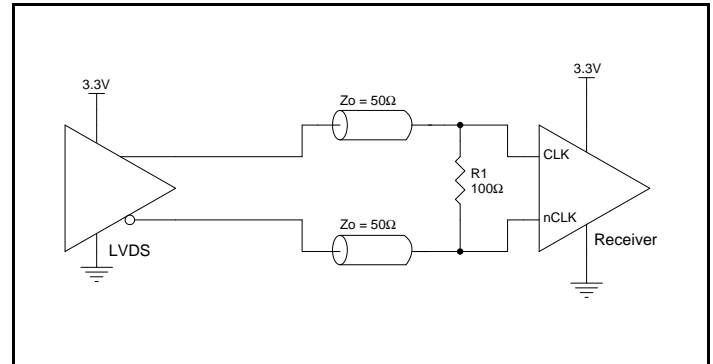 3.3V
3.3V
Zo = 50Ω
CLK
R1
100Ω
nCLK
Zo = 50Ω
Receiver
LVDS